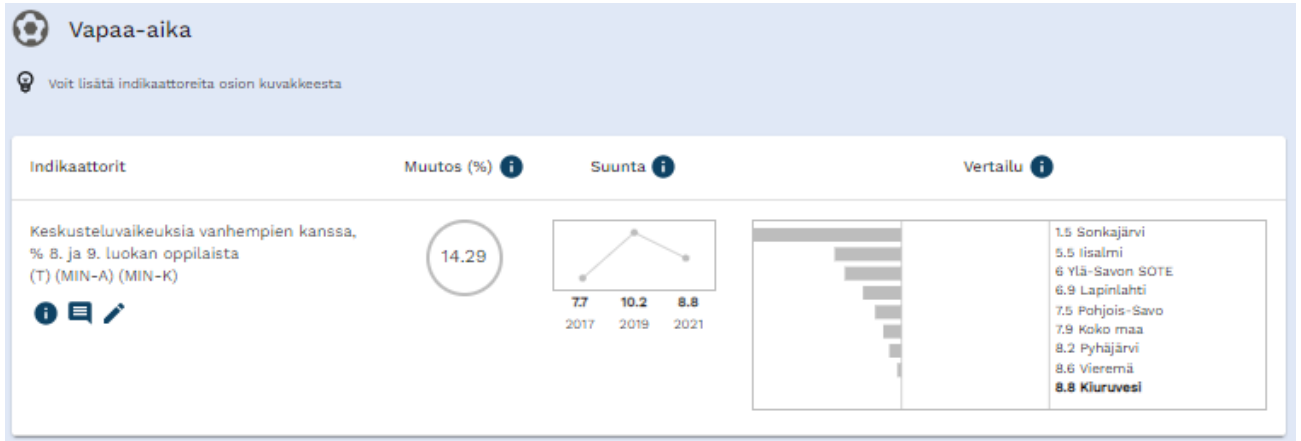 Vapaa-aika
Voit lisätä indikaattoreita osion kuvakkeesta
Indikaattorit
Muutos (%)
Suunta
Vertailu
Keskusteluvaikeuksia vanhempien kanssa,
% 8. ja 9. luokan oppilaista
(T) (MIN-A) (MIN-K)
14.29
7.7 10.2 8.8
2017 2019 2021
1.5 Sonkajärvi
5.5 Iisalmi
6 Ylä-Savon SOTE
6.9 Lapinlahti
7.5 Pohjois-Savo
7.9 Koko maa
8.2 Pyhäjärvi
8.6 Vieremä
8.8 Kiuruvesi